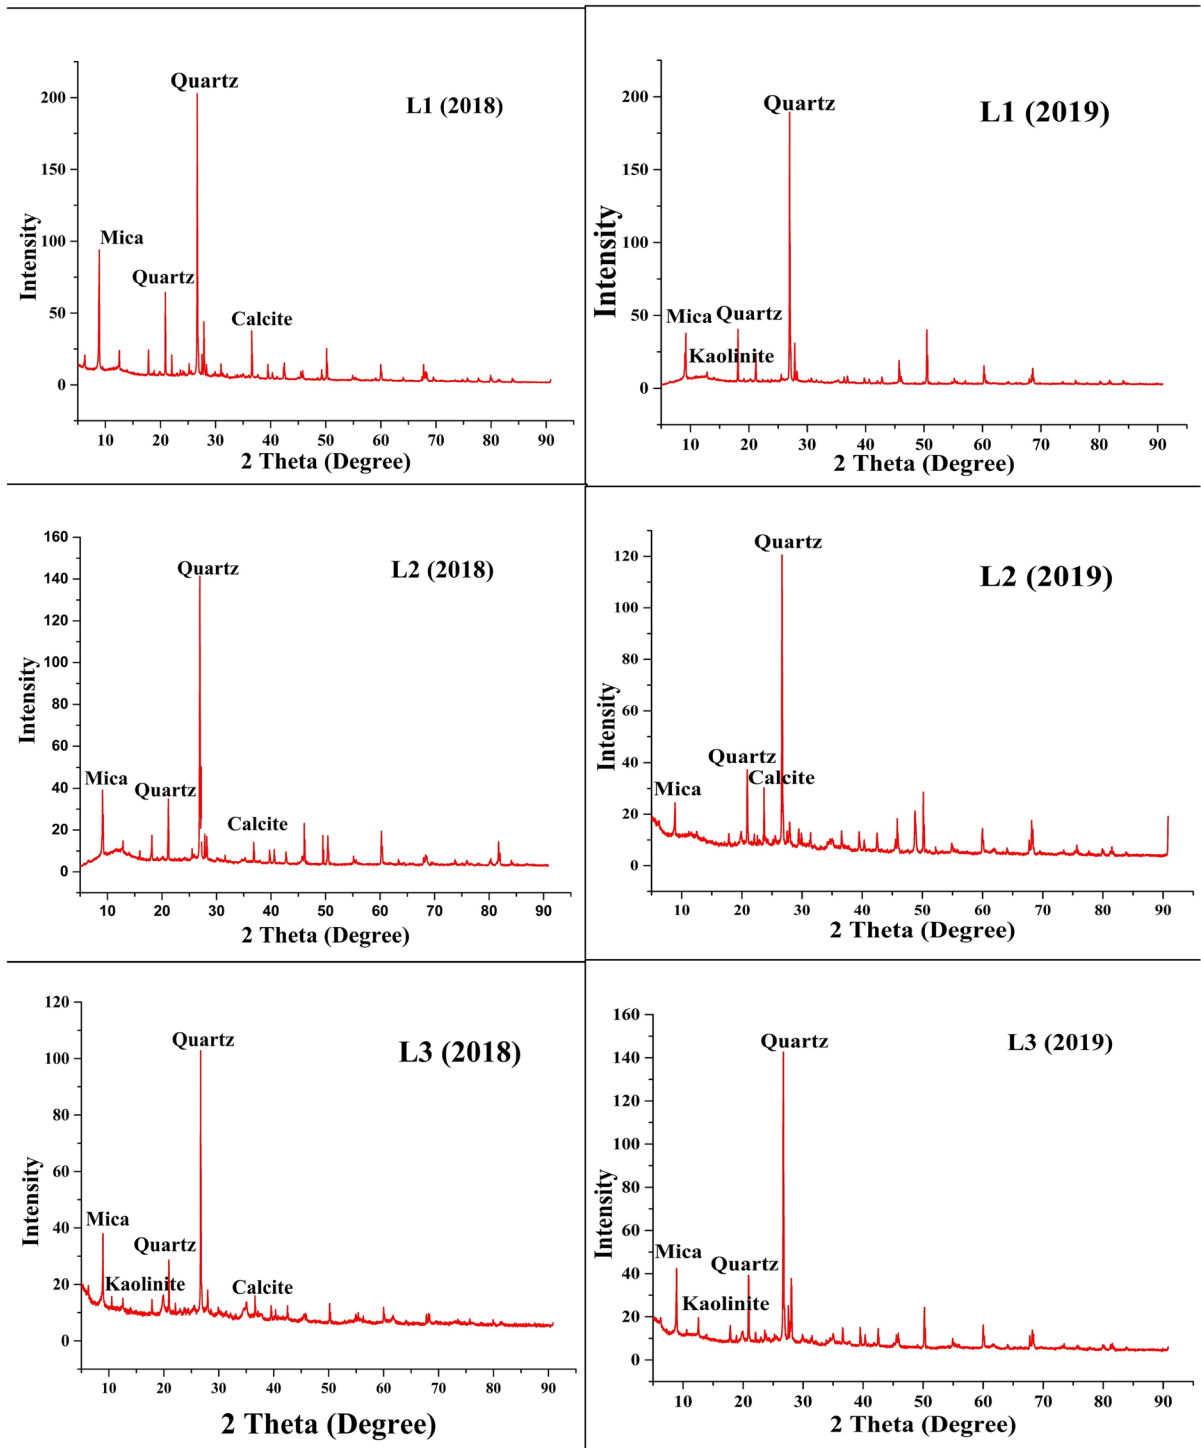 L1 (2018)
Quartz
Mica
Quartz
Calcite
Intensity
200
150
100
50
0
10 20 30 40 50 60 70 80 90
2 Theta (Degree)
L1 (2019)
Quartz
Mica
Quartz
Kaolinite
Intensity
200
150
100
50
0
10 20 30 40 50 60 70 80 90
2 Theta (Degree)
L2 (2018)
Quartz
Mica
Quartz
Calcite
Intensity
160
140
120
100
80
60
40
20
0
10 20 30 40 50 60 70 80 90
2 Theta (Degree)
L2 (2019)
Quartz
Quartz
Calcite
Mica
Intensity
120
100
80
60
40
20
0
10 20 30 40 50 60 70 80 90
2 Theta (Degree)
L3 (2018)
Quartz
Mica
Quartz
Kaolinite
Calcite
Intensity
120
100
80
60
40
20
0
10 20 30 40 50 60 70 80 90
2 Theta (Degree)
L3 (2019)
Quartz
Mica
Quartz
Kaolinite
Intensity
160
140
120
100
80
60
40
20
0
10 20 30 40 50 60 70 80 90
2 Theta (Degree)